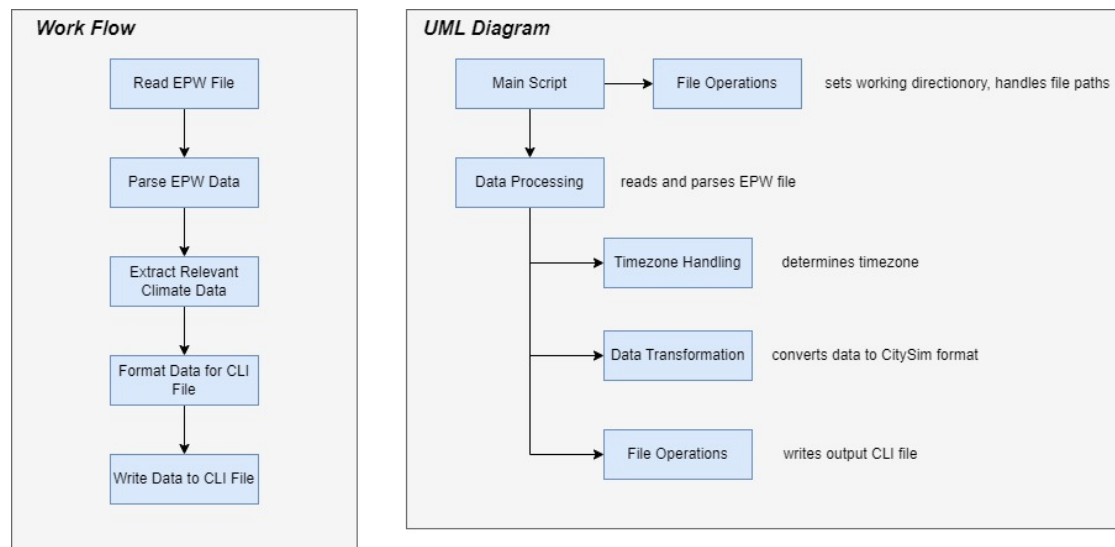 Work Flow
Read EPW File
Parse EPW Data
Extract Relevant
Climate Data
Format Data for CLI
File
Write Data to CLI File
UML Diagram
Main Script
File Operations
sets working directionory, handles file paths
Data Processing
reads and parses EPW file
Timezone Handling
determines timezone
Data Transformation
converts data to CitySim format
File Operations
writes output CLI file